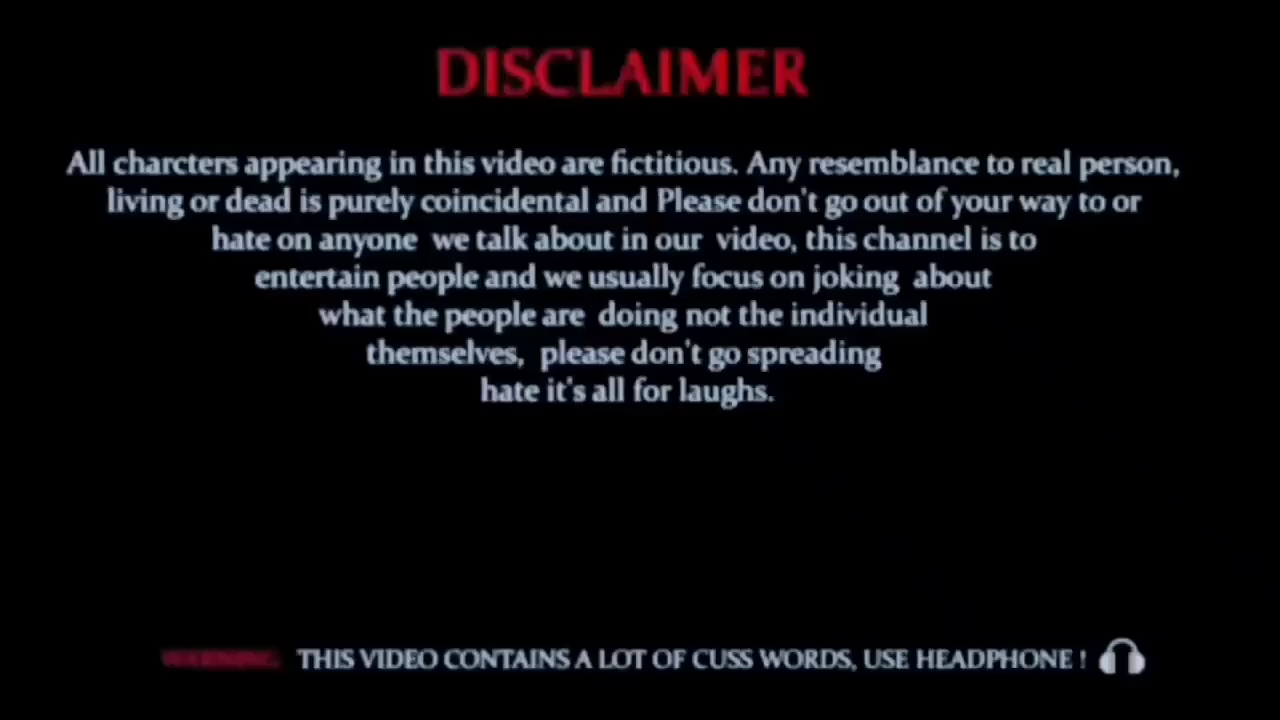 DISCLAIMER
All charcters appearing in this video are fictitious. Any resemblance to real person,
living or dead is purely coincidental and Please don't go out of your way to or
hate on anyone we talk about in our video, this channel is to
entertain people and we usually focus on joking about
what the people are doing not the individual
themselves, please don't go spreading
hate it's all for laughs.
WARNING: THIS VIDEO CONTAINS A LOT OF CUSS WORDS, USE HEADPHONE !